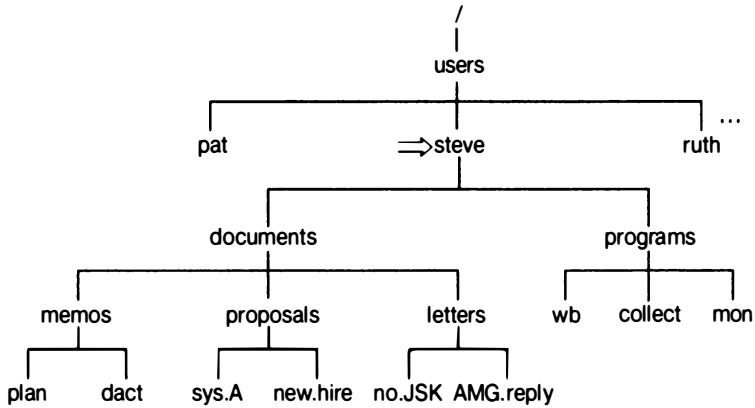 /
users
pat steve ruth ...
documents programs
memos proposals letters wb collect mon
plan dact sys.A new.hire no.JSK AMG.reply